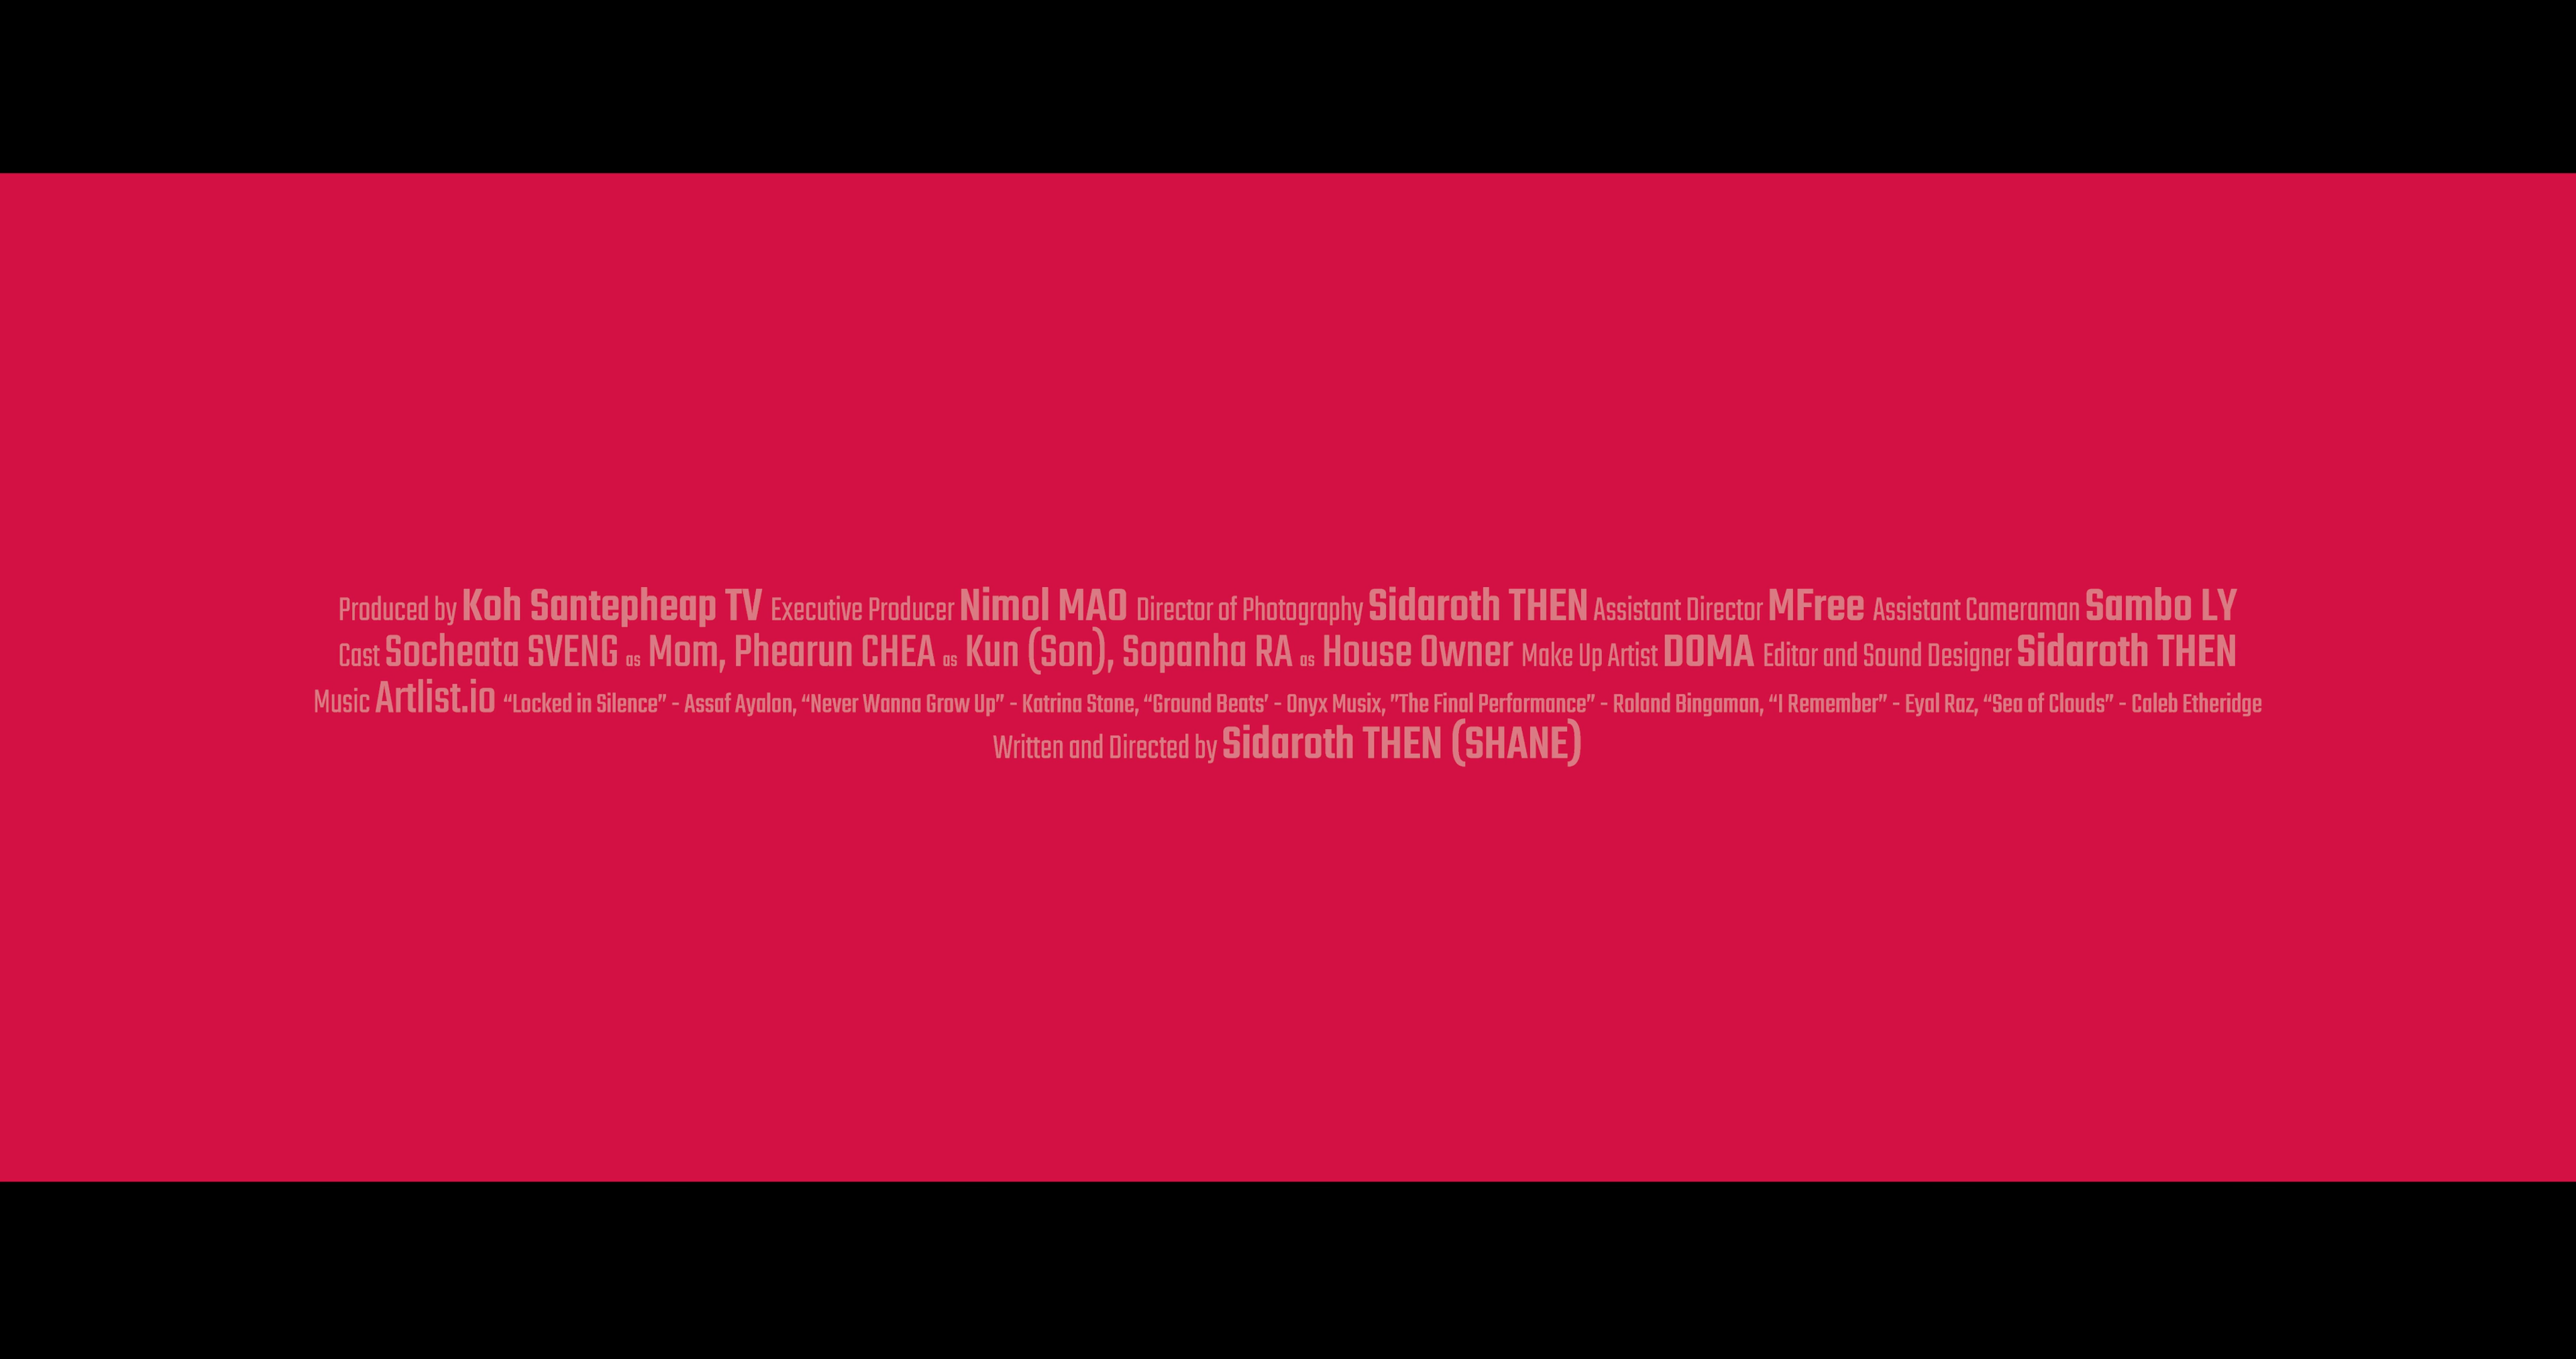 Produced by Koh Santepheap TV Executive Producer Nimol MAO Director of Photography Sidaroth THEN Assistant Director MFree Assistant Cameraman Sambo LY
Cast Socheata SVENG as Mom, Phearun CHEA as Kun (Son), Sopanha RA as House Owner Make Up Artist DOMA Editor and Sound Designer Sidaroth THEN
Music Artlist.io “Locked in Silence” - Assaf Ayalon, “Never Wanna Grow Up” - Katrina Stone, “Ground Beats’ - Onyx Musix, ”The Final Performance” - Roland Bingaman, “I Remember” - Eyal Raz, “Sea of Clouds” - Caleb Etheridge
Written and Directed by Sidaroth THEN (SHANE)